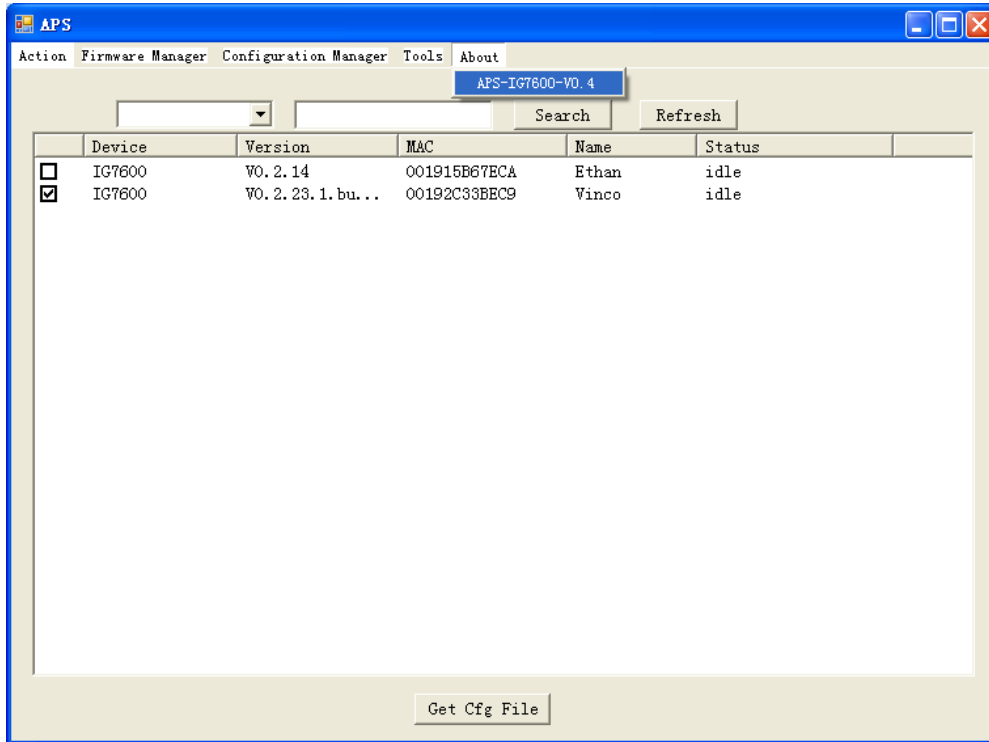 APS
Action Firmware Manager Configuration Manager Tools About
APS-IG7600-V0.4
Search Refresh
Device Version MAC Name Status
IG7600 V0.2.14 001915B67ECA Ethan idle
IG7600 V0.2.23.1.bu... 00192C33BEC9 Vinco idle
Get Cfg File